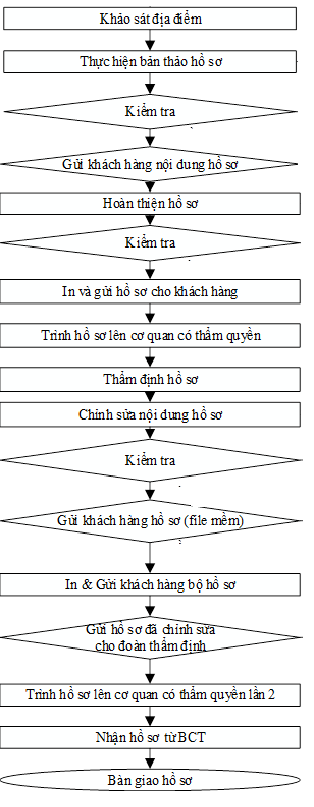 Khảo sát địa điểm
Thực hiện bản thảo hồ sơ
Kiểm tra
Gửi khách hàng nội dung hồ sơ
Hoàn thiện hồ sơ
Kiểm tra
In và gửi hồ sơ cho khách hàng
Trình hồ sơ lên cơ quan có thẩm quyền
Thẩm định hồ sơ
Chỉnh sửa nội dung hồ sơ
Kiểm tra
Gửi khách hàng hồ sơ (file mềm)
In & Gửi khách hàng bộ hồ sơ
Gửi hồ sơ đã chỉnh sửa
cho đoàn thẩm định
Trình hồ sơ lên cơ quan có thẩm quyền lần 2
Nhận hồ sơ từ BCT
Bàn giao hồ sơ